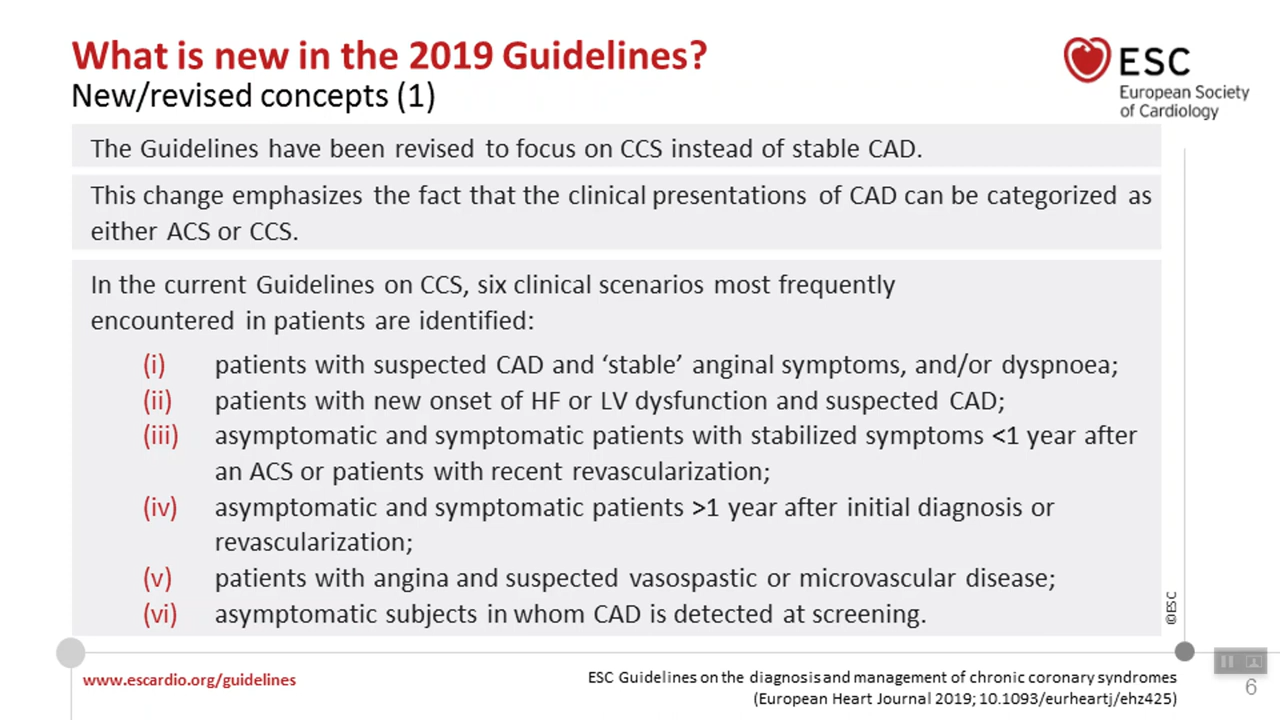 What is new in the 2019 Guidelines?
New/revised concepts (1)
ESC
European Society
of Cardiology
The Guidelines have been revised to focus on CCS instead of stable CAD.
This change emphasizes the fact that the clinical presentations of CAD can be categorized as
either ACS or CCS.
In the current Guidelines on CCS, six clinical scenarios most frequently
encountered in patients are identified:
(i) patients with suspected CAD and ‘stable’ anginal symptoms, and/or dyspnoea;
(ii) patients with new onset of HF or LV dysfunction and suspected CAD;
(iii) asymptomatic and symptomatic patients with stabilized symptoms <1 year after
an ACS or patients with recent revascularization;
(iv) asymptomatic and symptomatic patients >1 year after initial diagnosis or
revascularization;
(v) patients with angina and suspected vasospastic or microvascular disease;
(vi) asymptomatic subjects in whom CAD is detected at screening.
©ESC
www.escardio.org/guidelines
ESC Guidelines on the diagnosis and management of chronic coronary syndromes
(European Heart Journal 2019; 10.1093/eurheartj/ehz425)
6